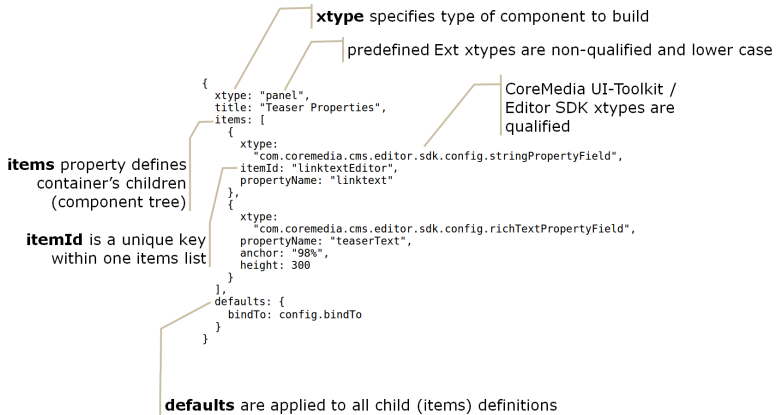 xtype specifies type of component to build
predefined Ext xtypes are non-qualified and lower case
CoreMedia UI-Toolkit /
Editor SDK xtypes are
qualified
items property defines
container's children
(component tree)
itemId is a unique key
within one items list
{
  xtype: "panel",
  title: "Teaser Properties",
  items: [
    {
      xtype:
        "com.coremedia.cms.editor.sdk.config.stringPropertyField",
      itemId: "linktextEditor",
      propertyName: "linktext"
    },
    {
      xtype:
        "com.coremedia.cms.editor.sdk.config.richTextPropertyField",
      propertyName: "teaserText",
      anchor: "98%",
      height: 300
    }
  ],
  defaults: {
    bindTo: config.bindTo
  }
}
defaults are applied to all child (items) definitions